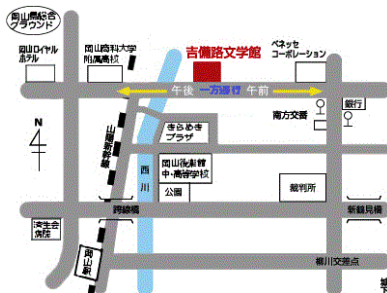 岡山県総合
グラウンド
岡山ロイヤル
ホテル
岡山商科大学
附属高校
吉備路文学館
ベネッセ
コーポレーション
午後
一方通行
午前
南方交番
銀行
きらめき
プラザ
N
山陽新幹線
西川
岡山後楽館
中・高等学校
公園
裁判所
済生会
病院
跨線橋
新鶴見橋
岡山駅
柳川交差点